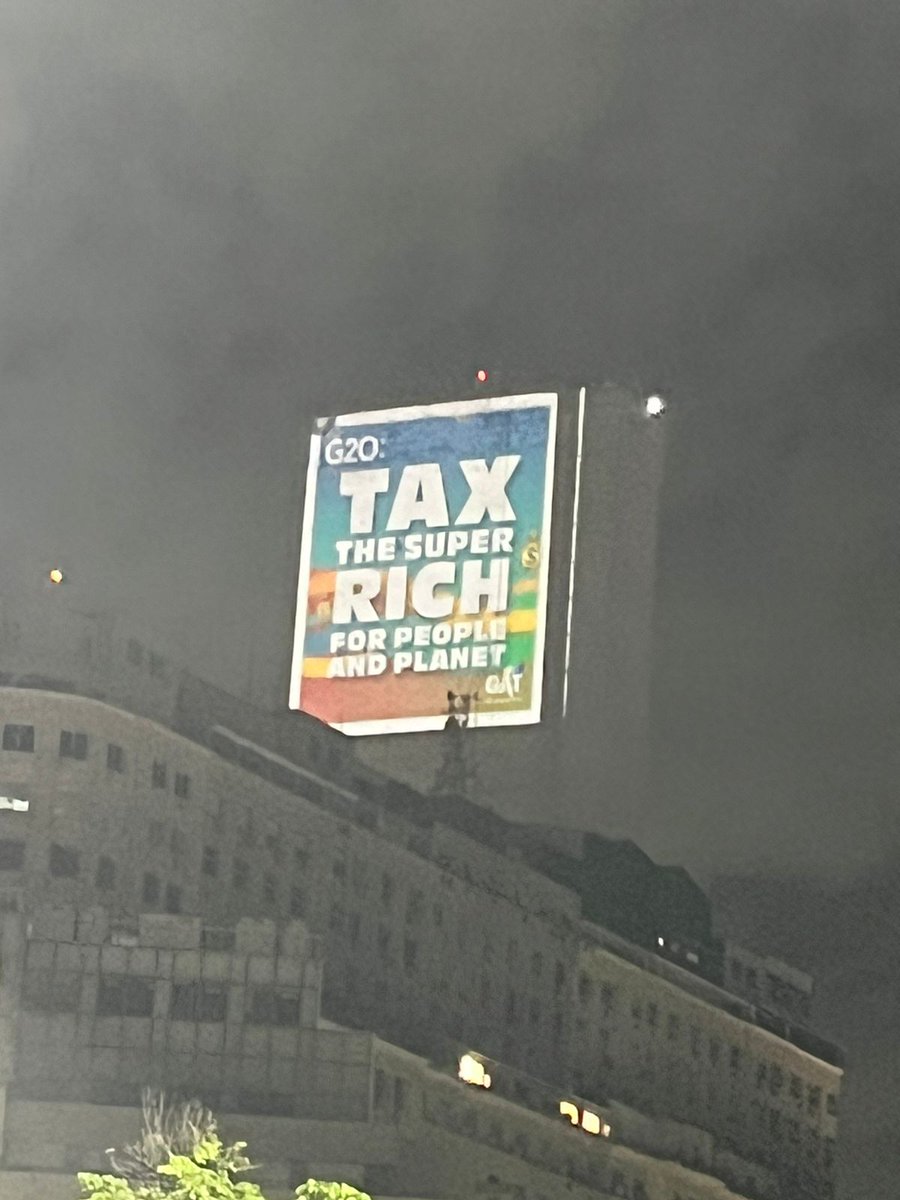 G20:
TAX
THE SUPER
RICH
FOR PEOPLE
AND PLANET